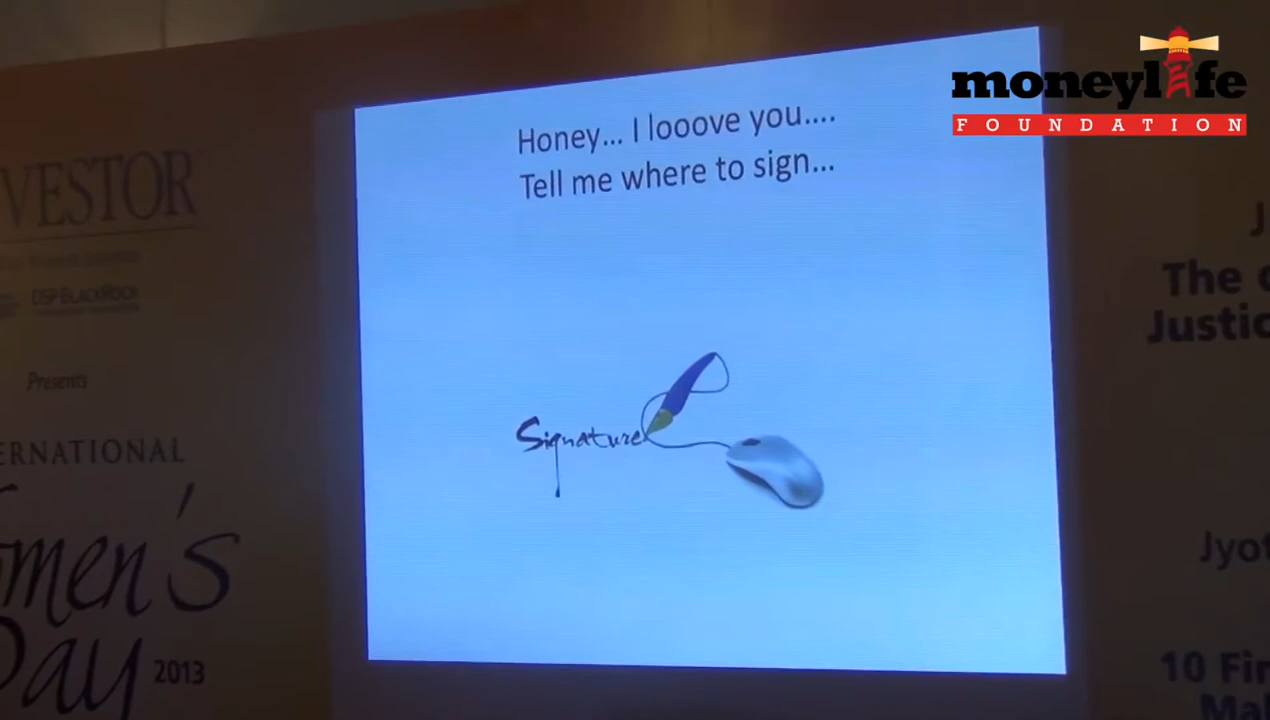 moneylife
FOUNDATION
Honey... I looove you....
Tell me where to sign...
Signature
VESTOR
DSP BLACKROCK
Presents
ERNATIONAL
men's
Day 2013
The
Justic
Jyot
10 Fi